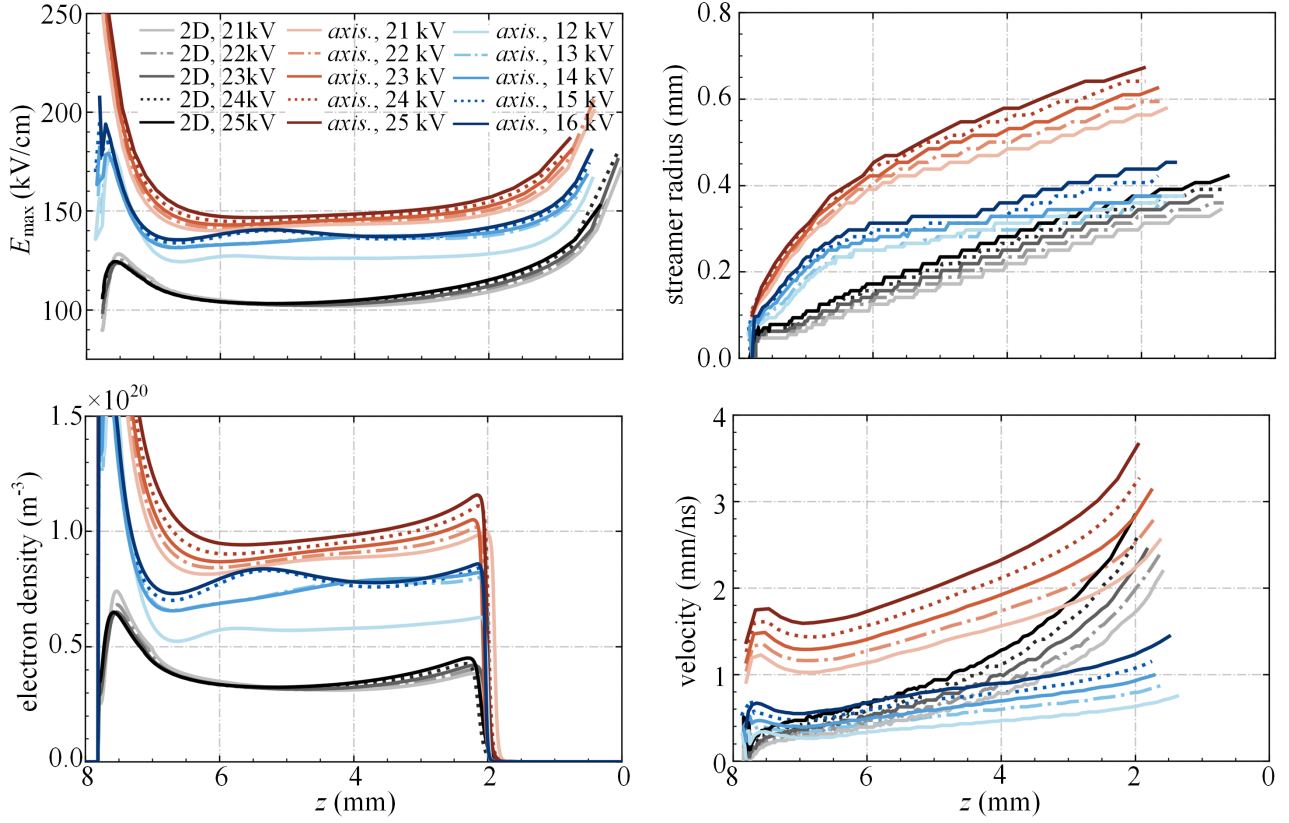 250
200
150
100
E_max (kV/cm)
2D, 21kV
2D, 22kV
2D, 23kV
2D, 24kV
2D, 25kV
axis., 21 kV
axis., 22 kV
axis., 23 kV
axis., 24 kV
axis., 25 kV
axis., 12 kV
axis., 13 kV
axis., 14 kV
axis., 15 kV
axis., 16 kV
0.8
0.6
0.4
0.2
0.0
streamer radius (mm)
×10^20
1.5
1.0
0.5
0.0
electron density (m^-3)
8 6 4 2 0
z (mm)
4
3
2
1
0
velocity (mm/ns)
8 6 4 2 0
z (mm)